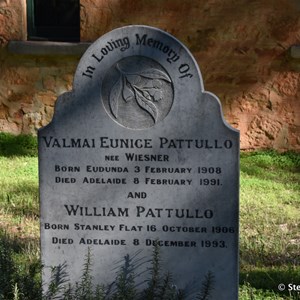 In Loving Memory Of
VALMAI EUNICE PATTULLO
NEE WIESNER
BORN EUDUNDA 3 FEBRUARY 1908
DIED ADELAIDE 8 FEBRUARY 1991.
AND
WILLIAM PATTULLO
BORN STANLEY FLAT 16 OCTOBER 1906
DIED ADELAIDE 8 DECEMBER 1993.
© Ste